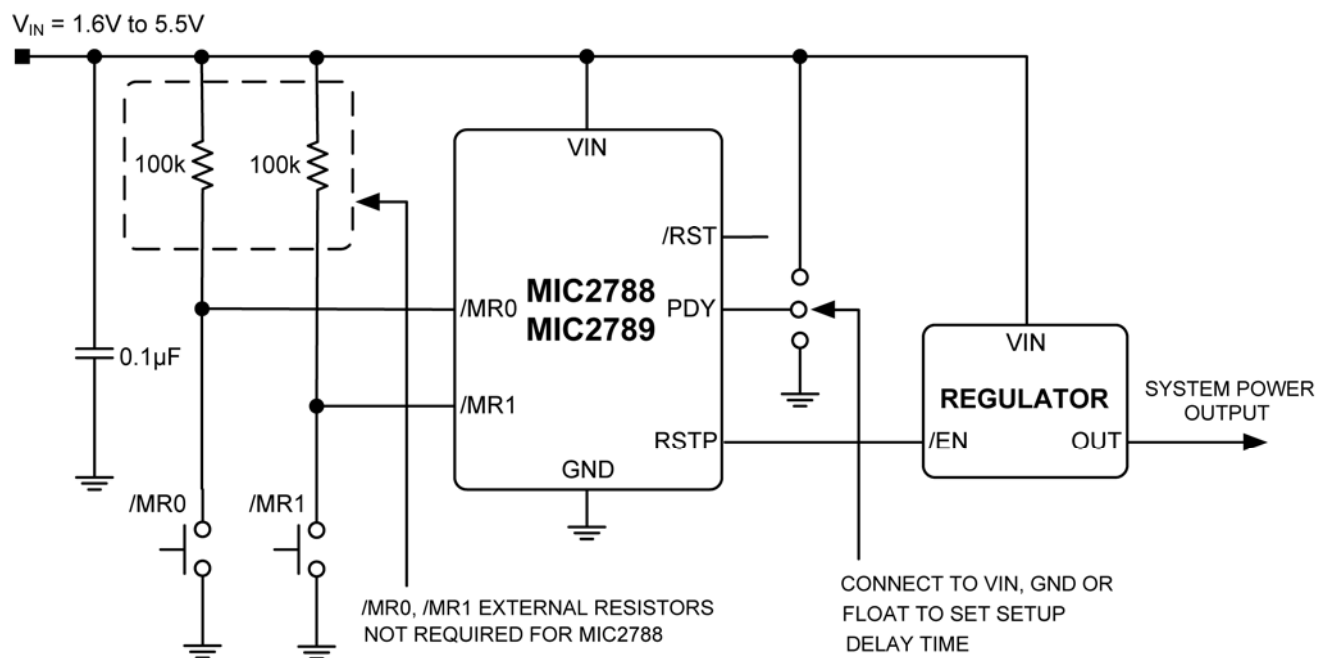 VIN = 1.6V to 5.5V
100k
100k
VIN
/RST
MIC2788
MIC2789
/MR0
PDY
0.1µF
/MR1
RSTP
GND
VIN
REGULATOR
/EN
OUT
SYSTEM POWER
OUTPUT
/MR0
/MR1
/MR0, /MR1 EXTERNAL RESISTORS
NOT REQUIRED FOR MIC2788
CONNECT TO VIN, GND OR
FLOAT TO SET SETUP
DELAY TIME